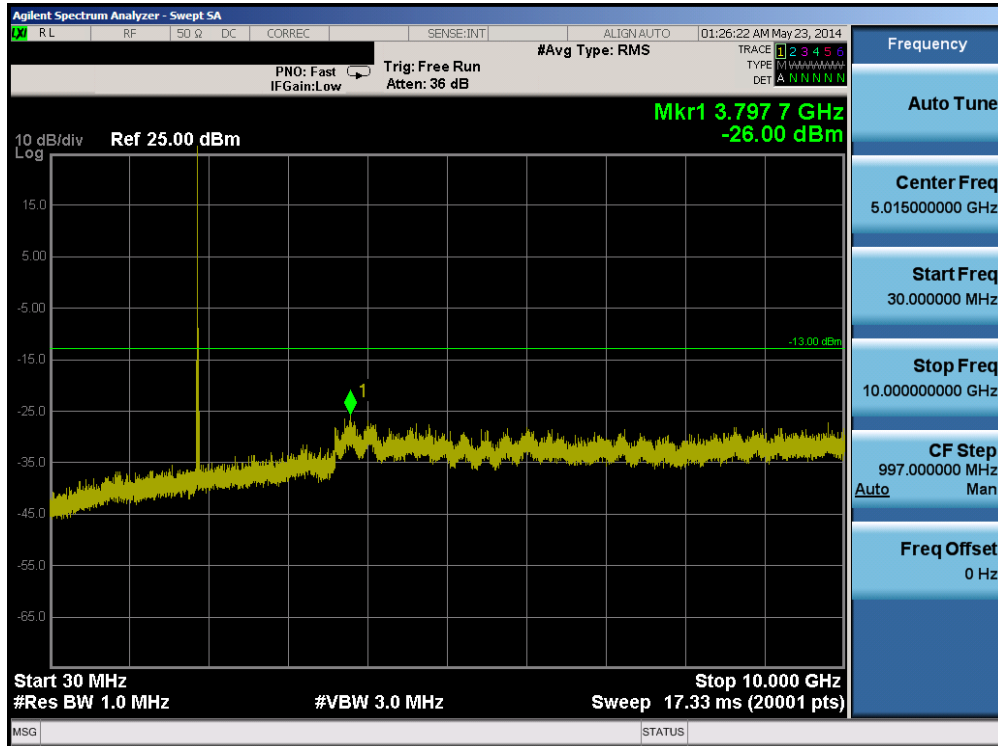 Agilent Spectrum Analyzer - Swept SA
LXI RL RF 50 Ω DC CORREC SENSE:INT ALIGN AUTO 01:26:22 AM May 23, 2014
Frequency
PNO: Fast
IFGain:Low
Trig: Free Run
Atten: 36 dB
#Avg Type: RMS
TRACE 1 2 3 4 5 6
TYPE M WWWWW
DET A N N N N N
Auto Tune
Mkr1 3.797 7 GHz
-26.00 dBm
10 dB/div Ref 25.00 dBm
Log
15.0
5.00
-5.00
-15.0
-25.0
-35.0
-45.0
-55.0
-65.0
-13.00 dBm
1
Center Freq
5.015000000 GHz
Start Freq
30.000000 MHz
Stop Freq
10.000000000 GHz
CF Step
997.000000 MHz
Auto Man
Freq Offset
0 Hz
Start 30 MHz Stop 10.000 GHz
#Res BW 1.0 MHz #VBW 3.0 MHz Sweep 17.33 ms (20001 pts)
MSG STATUS